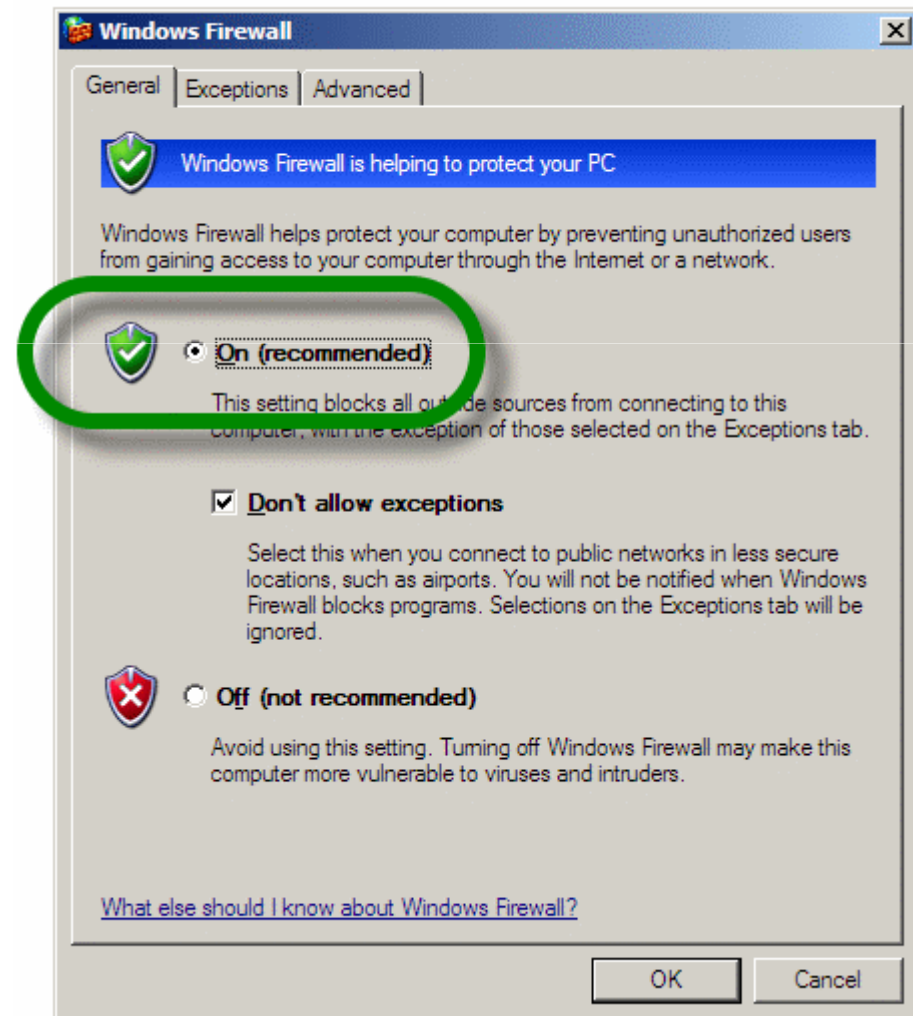 Windows Firewall
General Exceptions Advanced
Windows Firewall is helping to protect your PC
Windows Firewall helps protect your computer by preventing unauthorized users
from gaining access to your computer through the Internet or a network.
On (recommended)
This setting blocks all outside sources from connecting to this
computer, with the exception of those selected on the Exceptions tab.
Don't allow exceptions
Select this when you connect to public networks in less secure
locations, such as airports. You will not be notified when Windows
Firewall blocks programs. Selections on the Exceptions tab will be
ignored.
Off (not recommended)
Avoid using this setting. Turning off Windows Firewall may make this
computer more vulnerable to viruses and intruders.
What else should I know about Windows Firewall?
OK Cancel